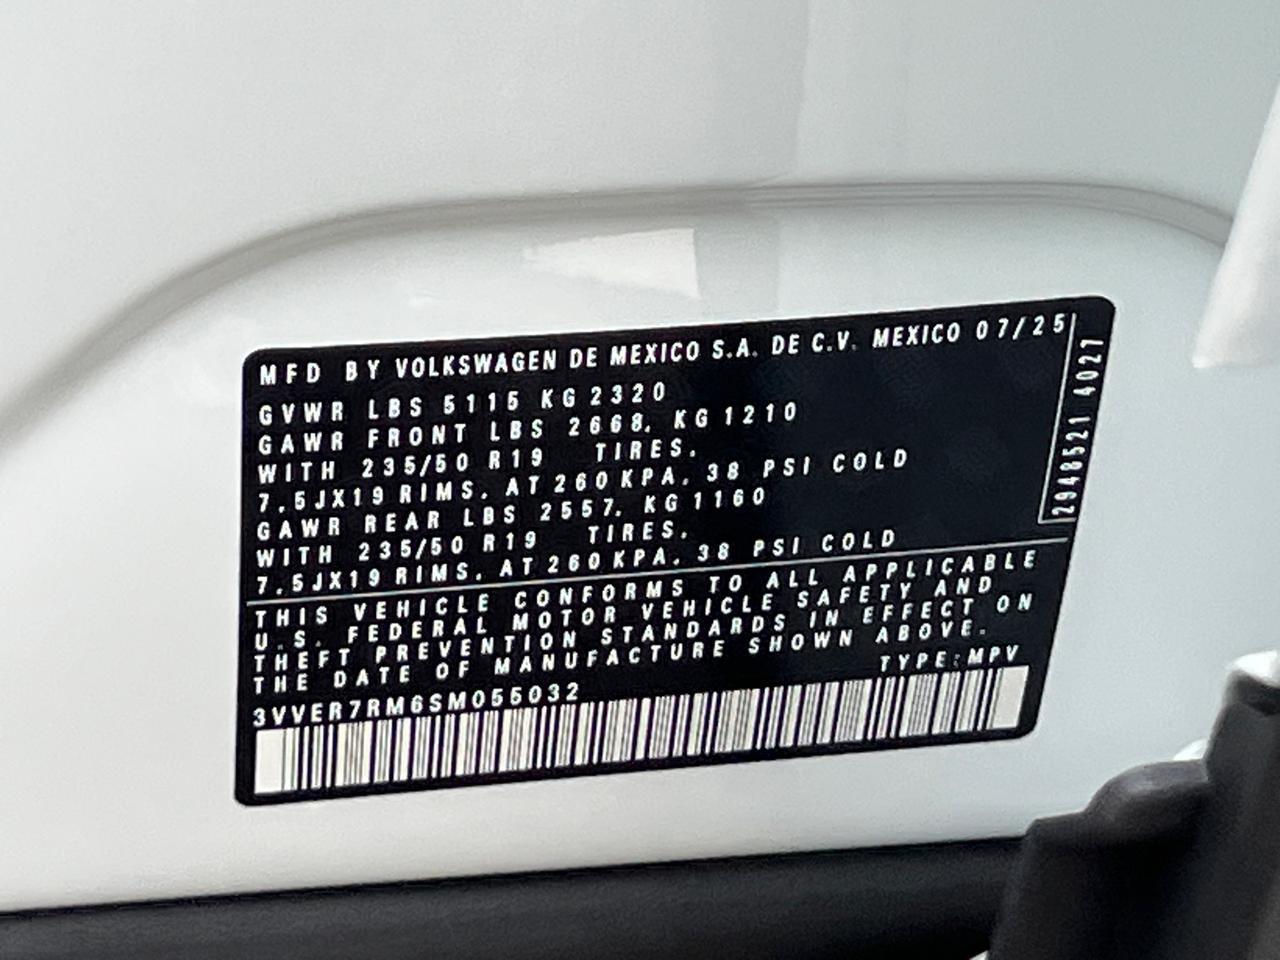 MFD BY VOLKSWAGEN DE MEXICO S.A. DE C.V. MEXICO 07/25
GVWR LBS 5115 KG 2320
GAWR FRONT LBS 2668. KG 1210
WITH 235/50 R19 TIRES.
7.5JX19 RIMS. AT 260 KPA. 38 PSI COLD
GAWR REAR LBS 2557. KG 1160
WITH 235/50 R19 TIRES.
7.5JX19 RIMS. AT 260 KPA. 38 PSI COLD
THIS VEHICLE CONFORMS TO ALL APPLICABLE
U.S. FEDERAL MOTOR VEHICLE SAFETY AND
THEFT PREVENTION STANDARDS IN EFFECT ON
THE DATE OF MANUFACTURE SHOWN ABOVE.
TYPE:MPV
3VVER7RM6SM055032
2948521 4027